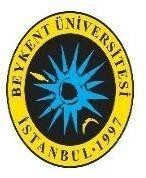 BEYKENT ÜNİVERSİTESİ
İSTANBUL · 1997